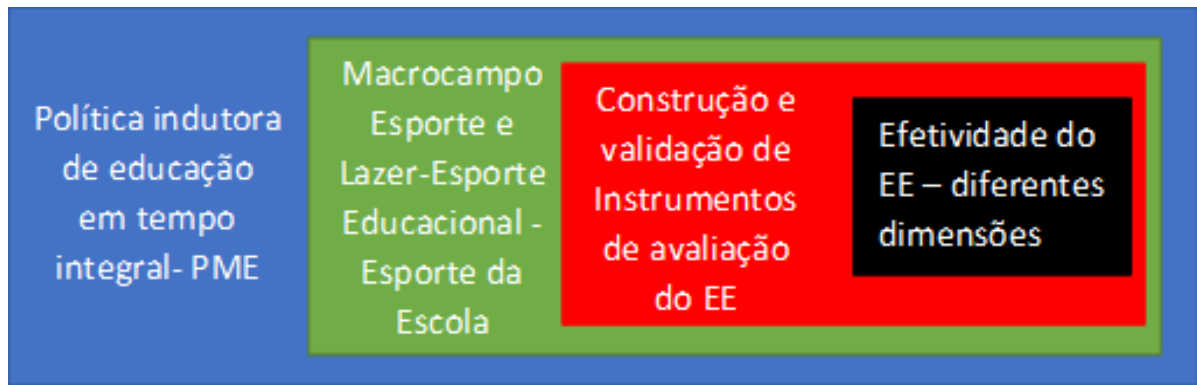 Política indutora
de educação
em tempo
integral- PME
Macrocampo
Esporte e
Lazer-Esporte
Educacional -
Esporte da
Escola
Construção e
validação de
Instrumentos
de avaliação
do EE
Efetividade do
EE – diferentes
dimensões